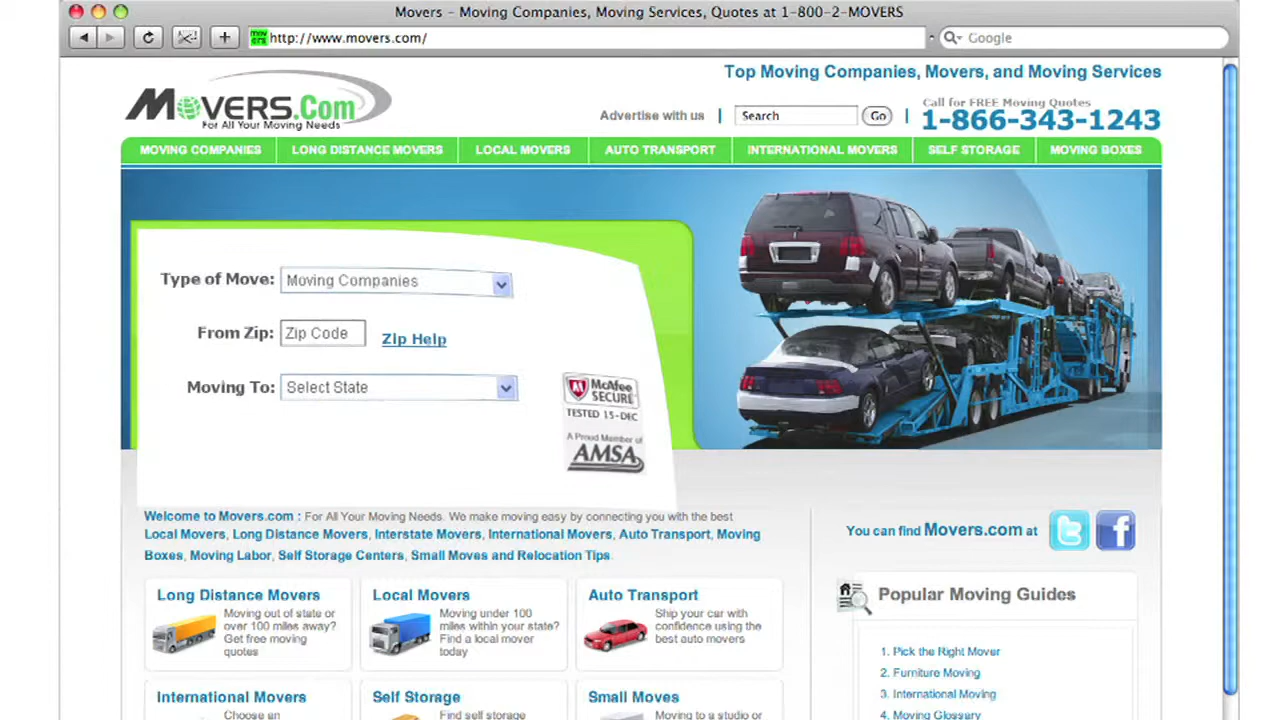 Movers - Moving Companies, Moving Services, Quotes at 1-800-2-MOVERS
http://www.movers.com/
Google
Top Moving Companies, Movers, and Moving Services
MOVERS.Com
For All Your Moving Needs
Advertise with us
Search
Go
Call for FREE Moving Quotes
1-866-343-1243
MOVING COMPANIES
LONG DISTANCE MOVERS
LOCAL MOVERS
AUTO TRANSPORT
INTERNATIONAL MOVERS
SELF STORAGE
MOVING BOXES
Type of Move: Moving Companies
From Zip: Zip Code Zip Help
Moving To: Select State
McAfee
SECURE
TESTED 15-DEC
A Proud Member of
AMSA
Welcome to Movers.com : For All Your Moving Needs. We make moving easy by connecting you with the best
Local Movers, Long Distance Movers, Interstate Movers, International Movers, Auto Transport, Moving
Boxes, Moving Labor, Self Storage Centers, Small Moves and Relocation Tips.
You can find Movers.com at
Long Distance Movers
Moving out of state or
over 100 miles away?
Get free moving
quotes
Local Movers
Moving under 100
miles within your state?
Find a local mover
today
Auto Transport
Ship your car with
confidence using the
best auto movers
International Movers
Choose an
Self Storage
Find self storage
Small Moves
Moving to a studio or
Popular Moving Guides
1. Pick the Right Mover
2. Furniture Moving
3. International Moving
4. Moving Glossary